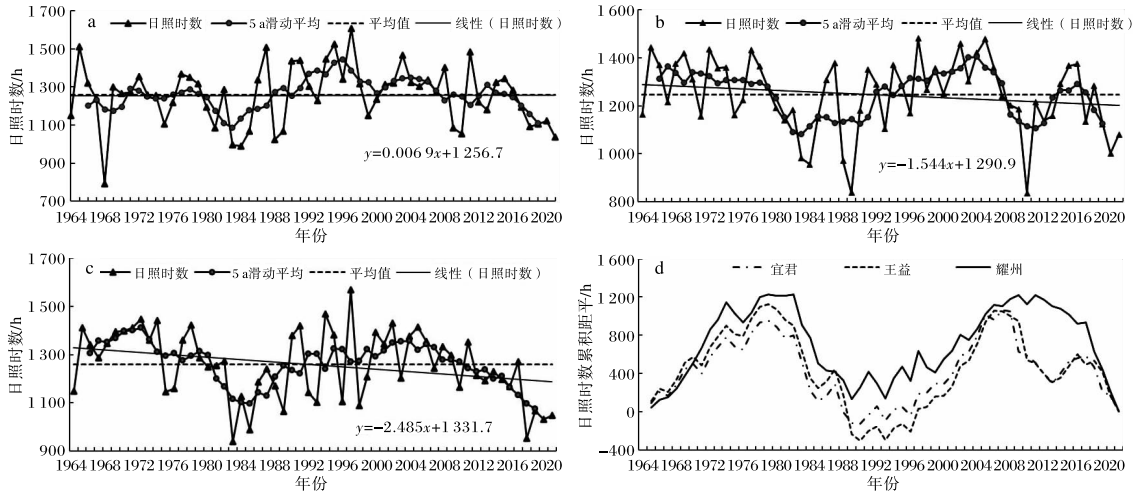 a 日照时数 5 a滑动平均 平均值 线性（日照时数）
日照时数/h
1 700
1 500
1 300
1 100
900
700
y=0.006 9x+1 256.7
1964 1968 1972 1976 1980 1984 1988 1992 1996 2000 2004 2008 2012 2016 2020
年份
b 日照时数 5 a滑动平均 平均值 线性（日照时数）
日照时数/h
1 600
1 400
1 200
1 000
800
y=−1.544x+1 290.9
1964 1968 1972 1976 1980 1984 1988 1992 1996 2000 2004 2008 2012 2016 2020
年份
c 日照时数 5 a滑动平均 平均值 线性（日照时数）
日照时数/h
1 700
1 500
1 300
1 100
900
y=−2.485x+1 331.7
1964 1968 1972 1976 1980 1984 1988 1992 1996 2000 2004 2008 2012 2016 2020
年份
d 宜君 王益 耀州
日照时数累积距平/h
1 600
1 200
800
400
0
−400
1964 1968 1972 1976 1980 1984 1988 1992 1996 2000 2004 2008 2012 2016 2020
年份